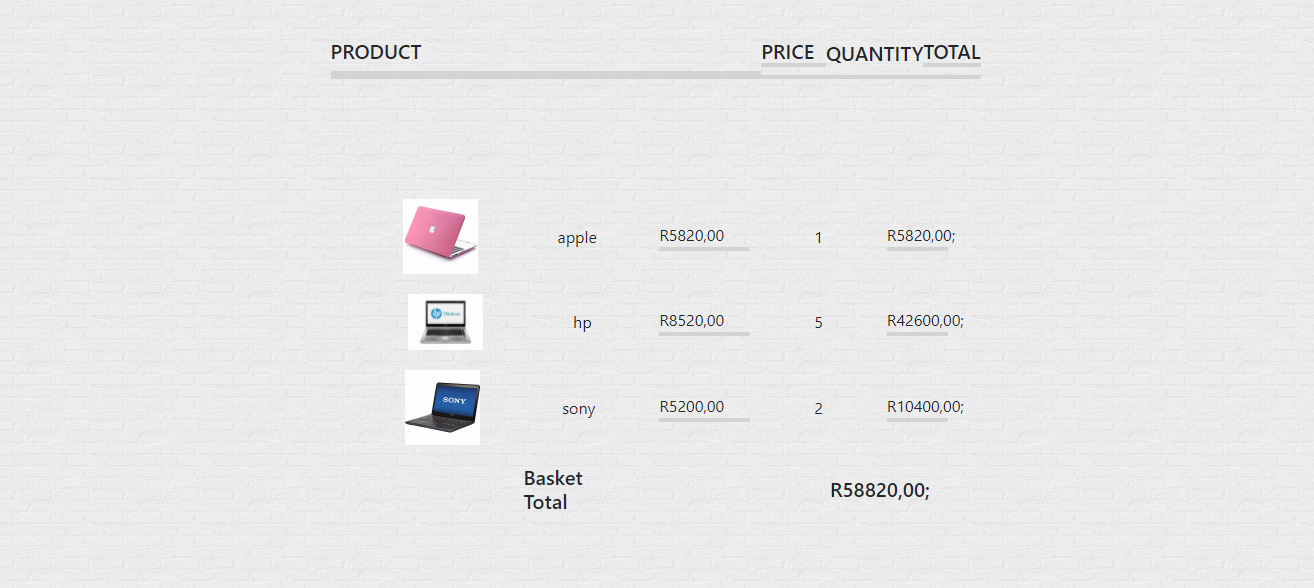 PRODUCT PRICE QUANTITY TOTAL
apple R5820,00 1 R5820,00;
hp
hp R8520,00 5 R42600,00;
SONY
sony R5200,00 2 R10400,00;
Basket
Total R58820,00;